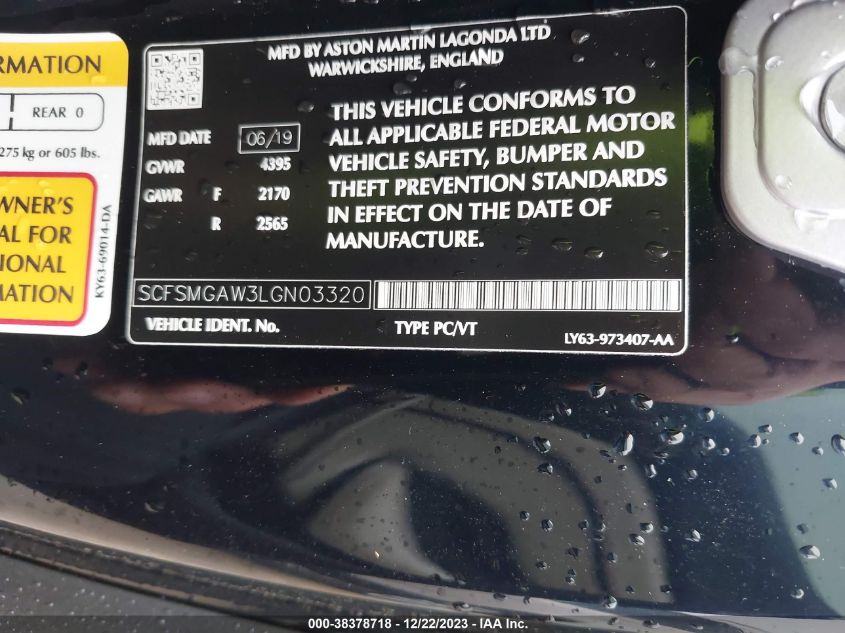 MFD BY ASTON MARTIN LAGONDA LTD
WARWICKSHIRE, ENGLAND
MFD DATE 06/19
GVWR 4395
GAWR F 2170
R 2565
THIS VEHICLE CONFORMS TO
ALL APPLICABLE FEDERAL MOTOR
VEHICLE SAFETY, BUMPER AND
THEFT PREVENTION STANDARDS
IN EFFECT ON THE DATE OF
MANUFACTURE.
SCFSMGAW3LGN03320
VEHICLE IDENT. No.
TYPE PC/VT
LY63-973407-AA
RMATION
REAR 0
275 kg or 605 lbs.
WNER'S
AL FOR
IONAL
MATION
KY63-69014-DA
000-38378718 - 12/22/2023 - IAA Inc.